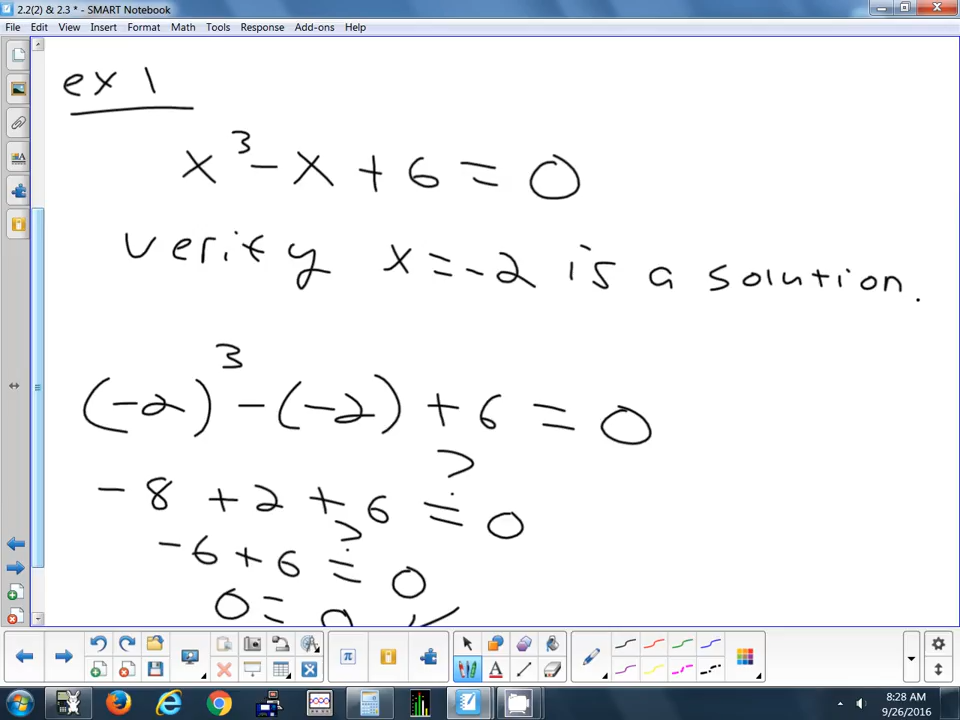 2.2(2) & 2.3 * - SMART Notebook
File Edit View Insert Format Math Tools Response Add-ons Help
ex 1
x³ - x + 6 = 0
verify x = -2 is a solution.
(-2)³ - (-2) + 6 = 0
-8 + 2 + 6 ≟ 0
-6 + 6 ≟ 0
0 = 0 ✓
π
A
8:28 AM
9/26/2016